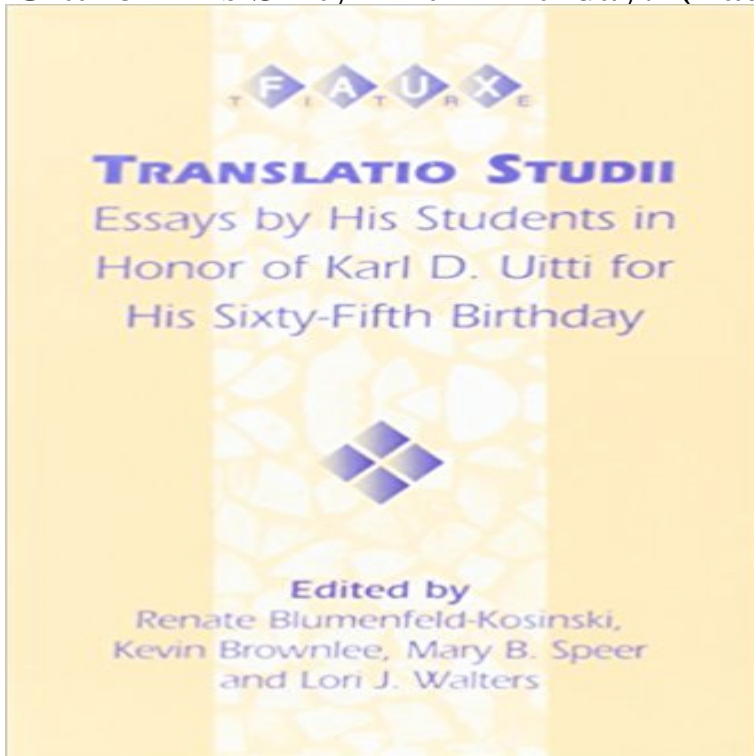 FAUX
TITRE
TRANSLATIO STUDII
Essays by His Students in
Honor of Karl D. Uitti for
His Sixty-Fifth Birthday
Edited by
Renate Blumenfeld-Kosinski,
Kevin Brownlee, Mary B. Speer
and Lori J. Walters